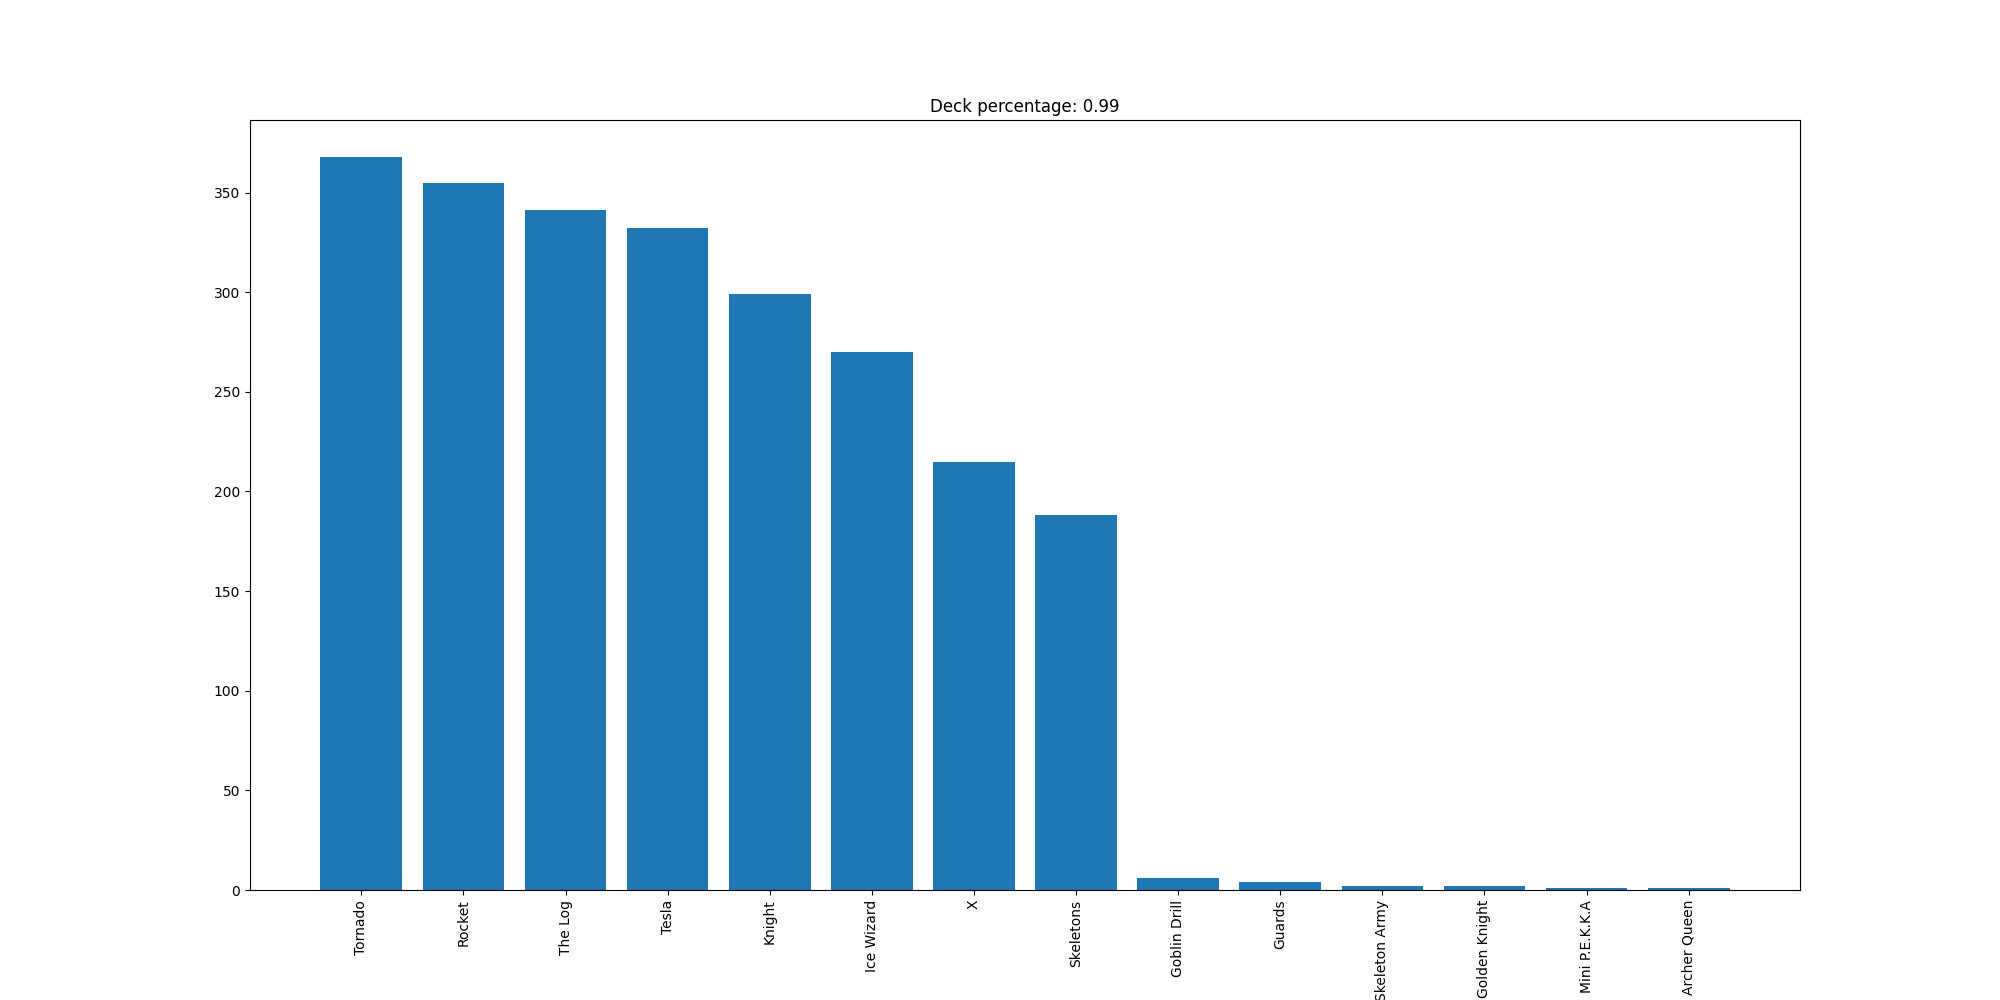 Deck percentage: 0.99
350
300
250
200
150
100
50
0
Tornado
Rocket
The Log
Tesla
Knight
Ice Wizard
X
Skeletons
Goblin Drill
Guards
Skeleton Army
Golden Knight
Mini P.E.K.K.A
Archer Queen